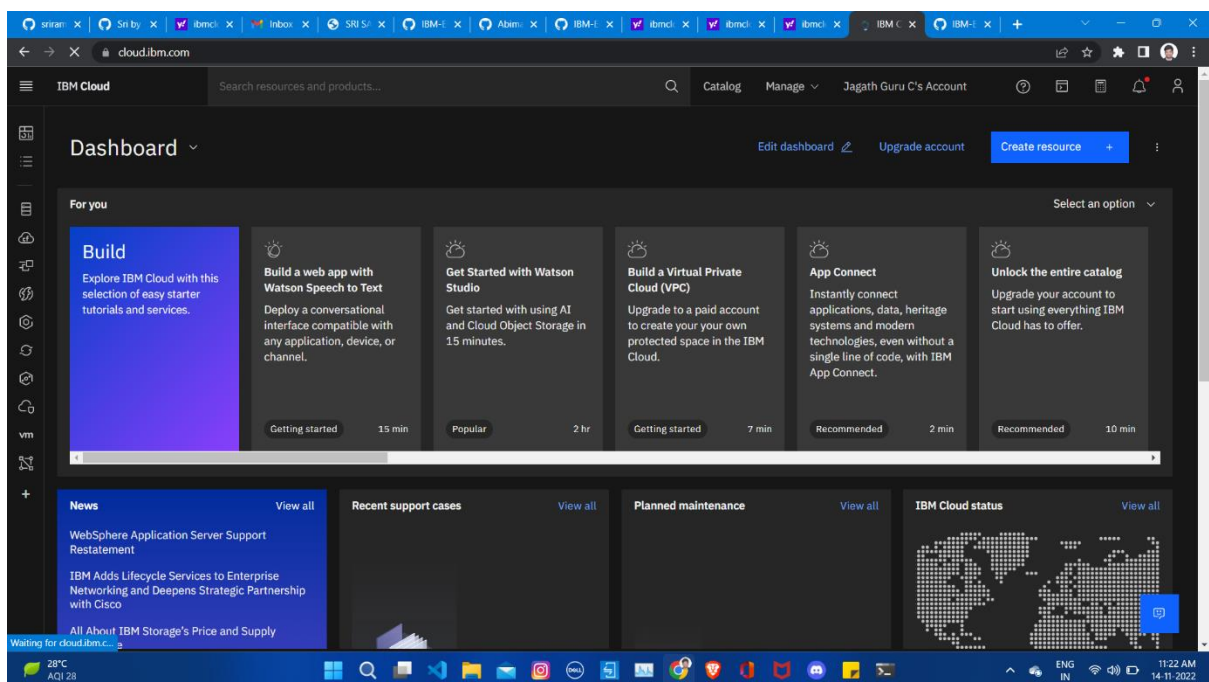 sriram
Sri by
ibmcl
Inbox
SRI SA
IBM-E
Abima
IBM-E
ibmcl
ibmcl
ibmcl
IBM C
IBM-E
cloud.ibm.com
IBM Cloud
Search resources and products...
Catalog
Manage
Jagath Guru C's Account
Dashboard
Edit dashboard
Upgrade account
Create resource +
For you
Select an option
Build
Explore IBM Cloud with this
selection of easy starter
tutorials and services.
Build a web app with
Watson Speech to Text
Deploy a conversational
interface compatible with
any application, device, or
channel.
Getting started
15 min
Get Started with Watson
Studio
Get started with using AI
and Cloud Object Storage in
15 minutes.
Popular
2 hr
Build a Virtual Private
Cloud (VPC)
Upgrade to a paid account
to create your your own
protected space in the IBM
Cloud.
Getting started
7 min
App Connect
Instantly connect
applications, data, heritage
systems and modern
technologies, even without a
single line of code, with IBM
App Connect.
Recommended
2 min
Unlock the entire catalog
Upgrade your account to
start using everything IBM
Cloud has to offer.
Recommended
10 min
vm
News
View all
WebSphere Application Server Support
Restatement
IBM Adds Lifecycle Services to Enterprise
Networking and Deepens Strategic Partnership
with Cisco
All About IBM Storage's Price and Supply
Recent support cases
View all
Planned maintenance
View all
IBM Cloud status
View all
Waiting for cloud.ibm.c...
28°C
AQI 28
DELL
ENG
IN
11:22 AM
14-11-2022